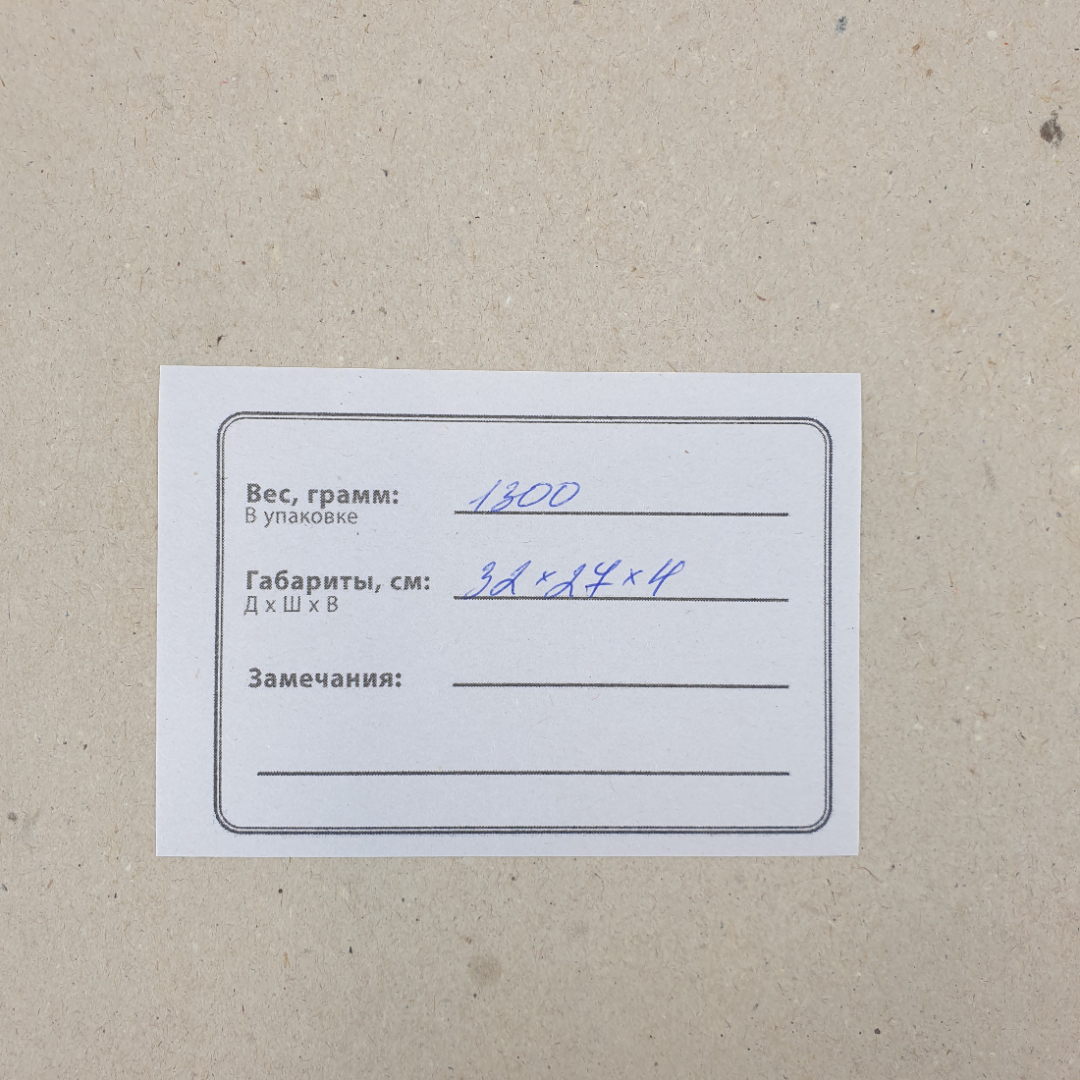 Вес, грамм: 1300
В упаковке
Габариты, см: 32 × 27 × 4
Д x Ш x В
Замечания: